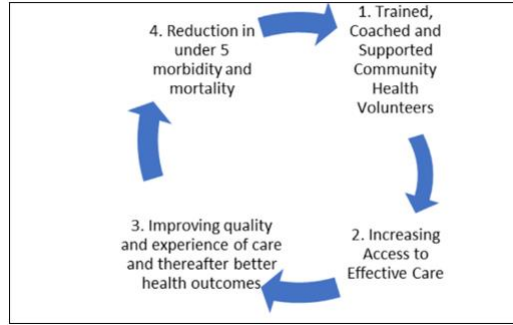 1. Trained,
Coached and
Supported
Community
Health
Volunteers
2. Increasing
Access to
Effective Care
3. Improving quality
and experience of care
and thereafter better
health outcomes
4. Reduction in
under 5
morbidity and
mortality